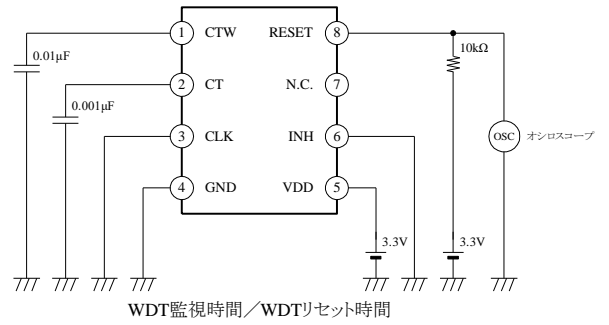 1 CTW RESET 8
0.01μF
10kΩ
2 CT N.C. 7
0.001μF
3 CLK INH 6
OSC オシロスコープ
4 GND VDD 5
3.3V 3.3V
WDT監視時間／WDTリセット時間